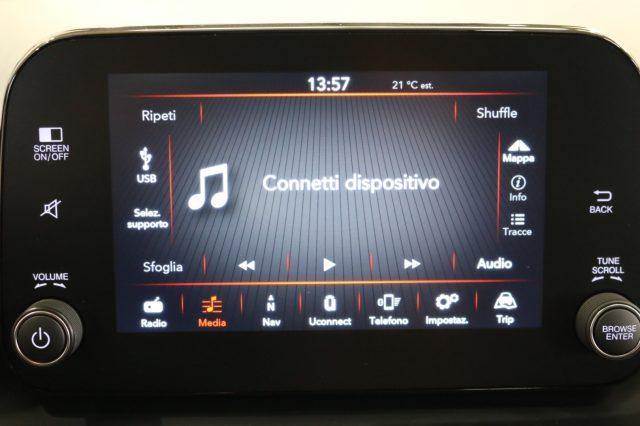 13:57 21 °C est.
Ripeti Shuffle
SCREEN
ON/OFF
USB
Selez.
supporto
Connetti dispositivo
Mappa
Info
Tracce
BACK
Sfoglia Audio
VOLUME
TUNE
SCROLL
Radio Media Nav Uconnect Telefono Impostaz. Trip
N
BROWSE
ENTER